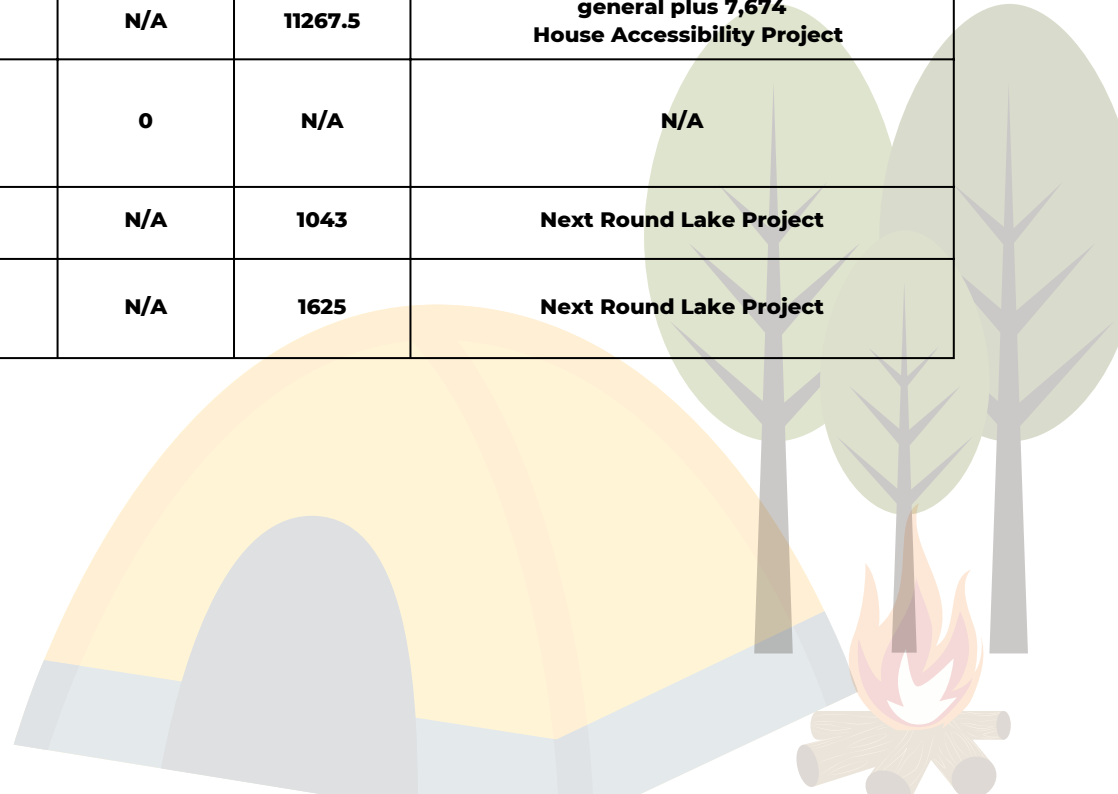 general plus 7,674
N/A 11267.5 House Accessibility Project
0 N/A N/A
N/A 1043 Next Round Lake Project
N/A 1625 Next Round Lake Project